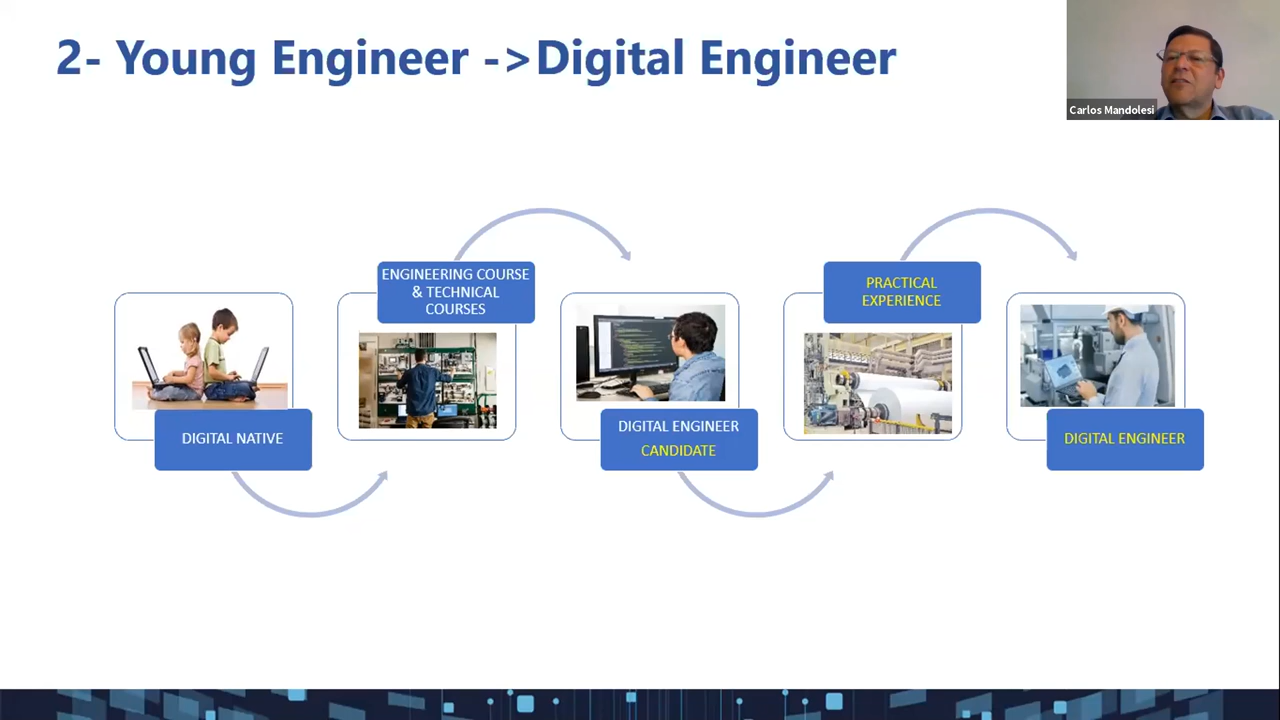 2- Young Engineer ->Digital Engineer
Carlos Mandolesi
DIGITAL NATIVE
ENGINEERING COURSE
& TECHNICAL
COURSES
DIGITAL ENGINEER
CANDIDATE
PRACTICAL
EXPERIENCE
DIGITAL ENGINEER